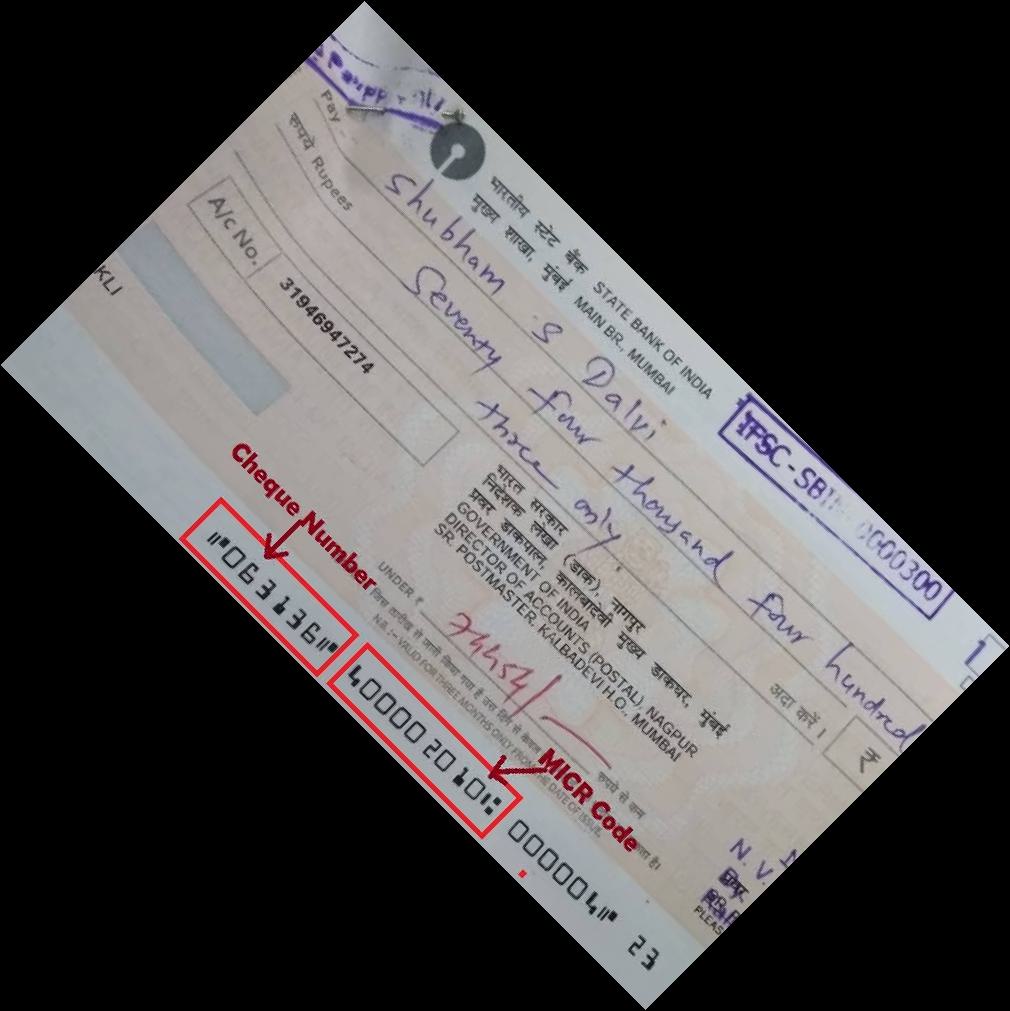 भारतीय स्टेट बैंक STATE BANK OF INDIA
मुख्य शाखा, मुंबई MAIN BR., MUMBAI
IFSC-SBIN 0000300
Pay
Shubham S Dalvi
रूपये Rupees
Seventy four thousand four hundred
three only
अदा करें।
₹
A/c No.
31946947274
KLI
भारत सरकार
निदेशक लेखा (डाक), नागपुर
प्रवर डाकपाल, कालबादेवी मुख्य डाकघर, मुंबई
GOVERNMENT OF INDIA
DIRECTOR OF ACCOUNTS (POSTAL), NAGPUR
SR. POSTMASTER. KALBADEVI H.O., MUMBAI
UNDER ₹
74454/-
N.B. :- VALID FOR THREE MONTHS ONLY FROM THE DATE OF ISSUE.
N. V.
PLEAS
Cheque Number
MICR Code
⑈063136⑈ 400002010⑆ 000004⑈ 23